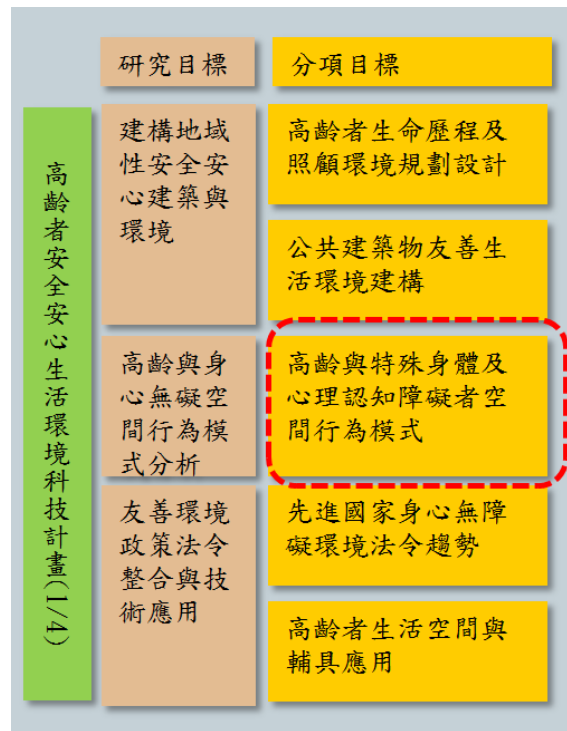 研究目標
分項目標
高齡者安全安心生活環境科技計畫(1/4)
建構地域
性安全安
心建築與
環境
高齡者生命歷程及
照顧環境規劃設計
公共建築物友善生
活環境建構
高齡與身
心無礙空
間行為模
式分析
高齡與特殊身體及
心理認知障礙者空
間行為模式
友善環境
政策法令
整合與技
術應用
先進國家身心無障
礙環境法令趨勢
高齡者生活空間與
輔具應用